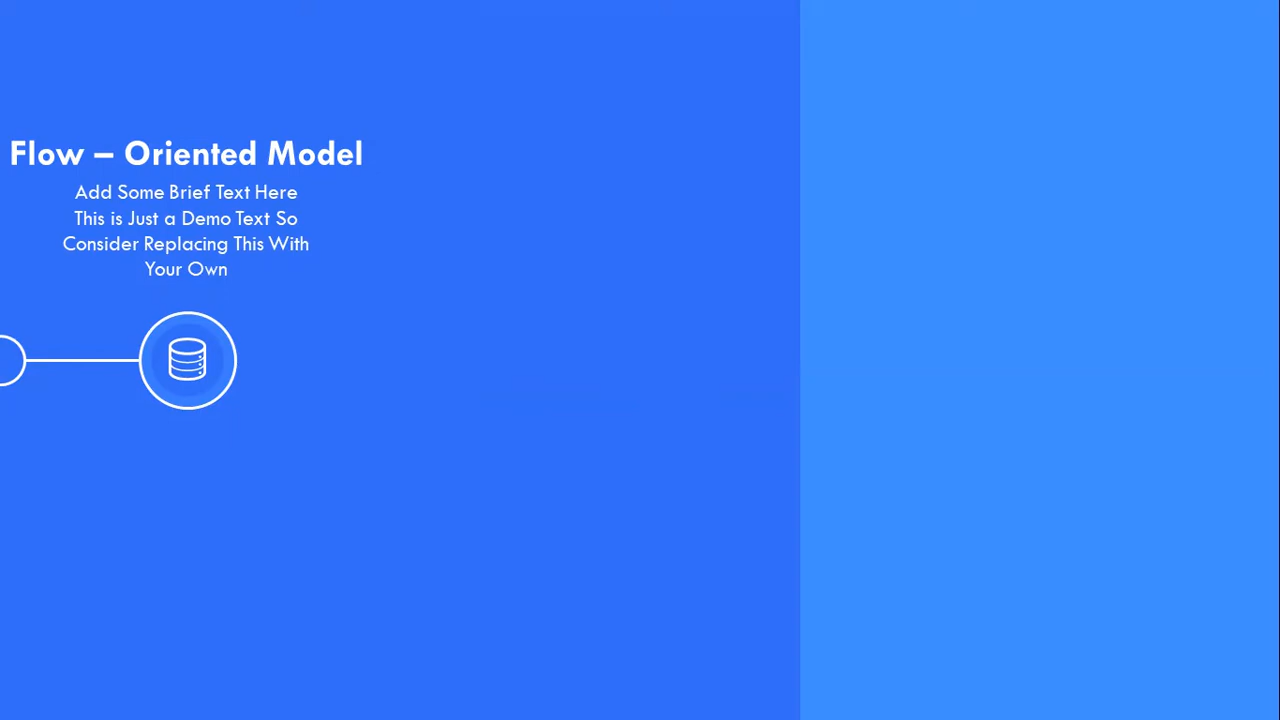 Flow – Oriented Model
Add Some Brief Text Here
This is Just a Demo Text So
Consider Replacing This With
Your Own